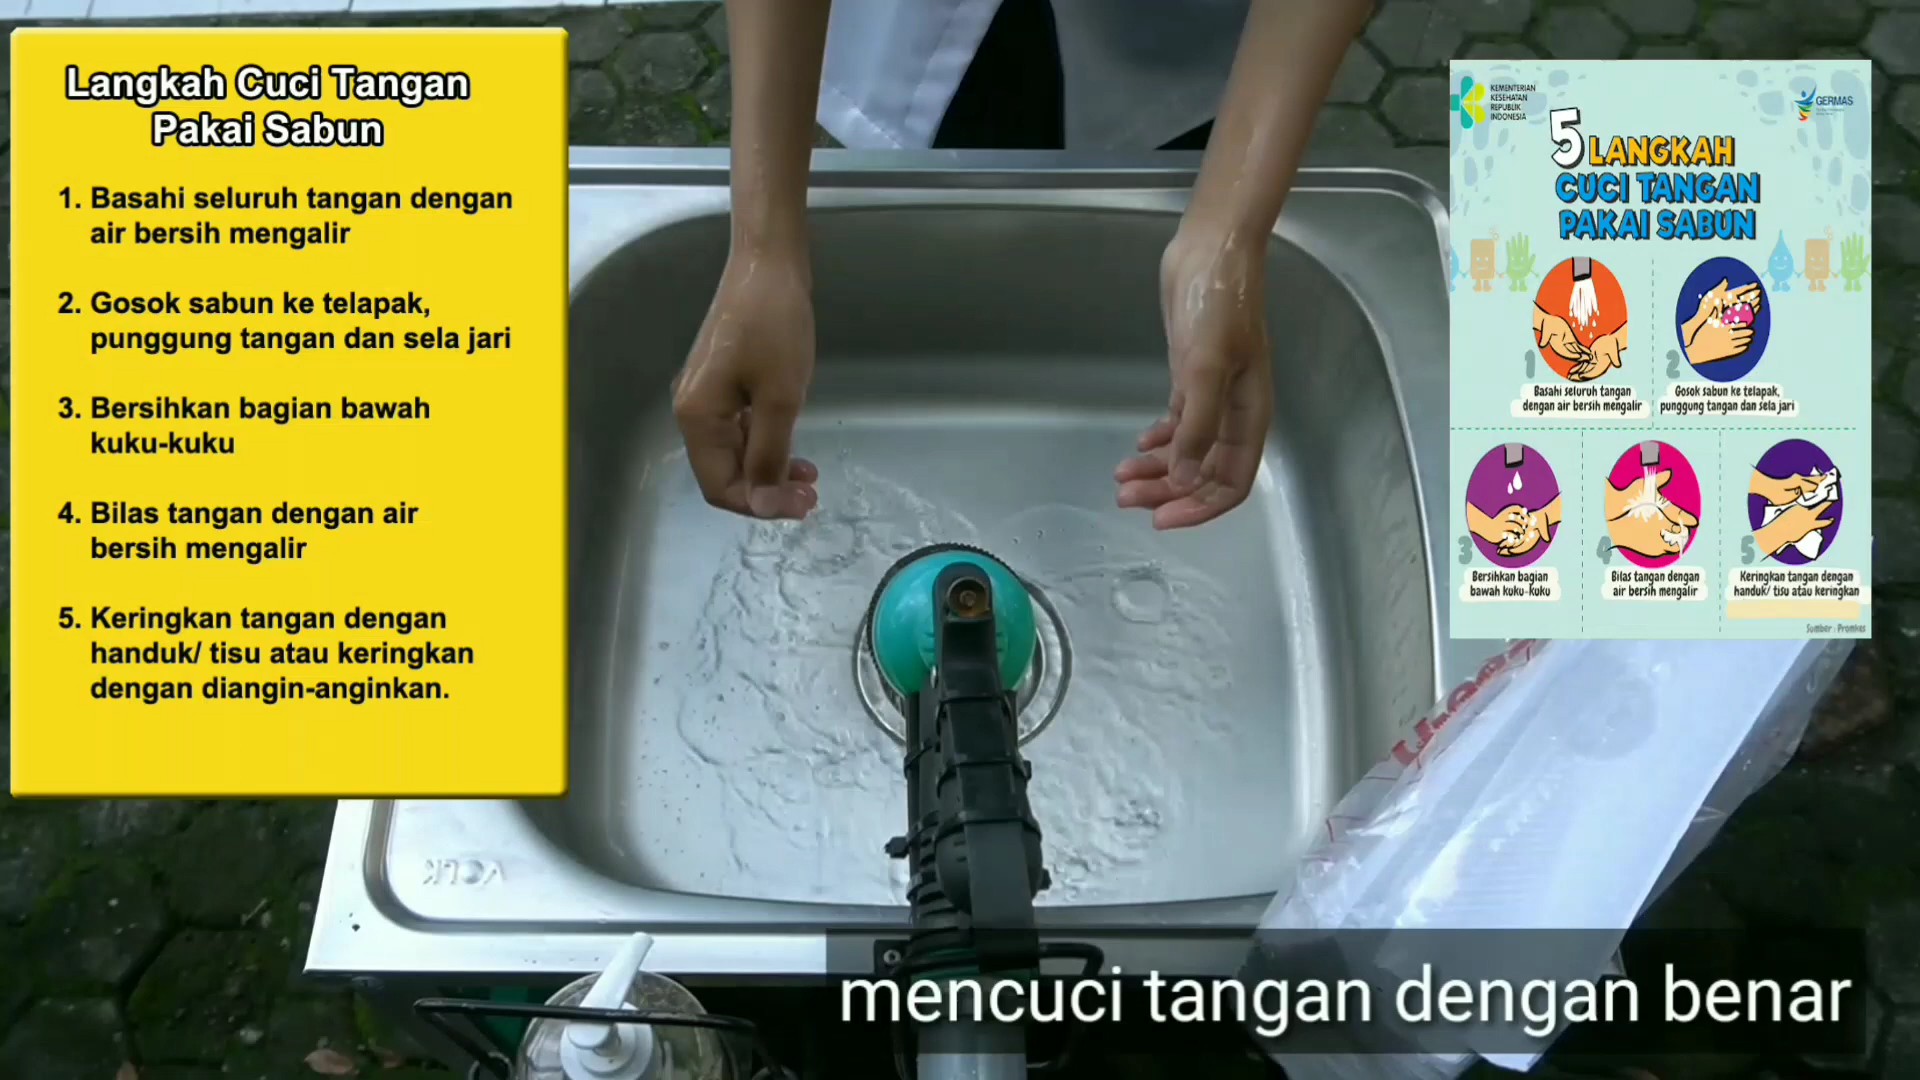 Langkah Cuci Tangan
Pakai Sabun
1. Basahi seluruh tangan dengan
air bersih mengalir
2. Gosok sabun ke telapak,
punggung tangan dan sela jari
3. Bersihkan bagian bawah
kuku-kuku
4. Bilas tangan dengan air
bersih mengalir
5. Keringkan tangan dengan
handuk/ tisu atau keringkan
dengan diangin-anginkan.
KEMENTERIAN
KESEHATAN
REPUBLIK
INDONESIA
GERMAS
5 LANGKAH
CUCI TANGAN
PAKAI SABUN
1
Basahi seluruh tangan
dengan air bersih mengalir
2
Gosok sabun ke telapak,
punggung tangan dan sela jari
3
Bersihkan bagian
bawah kuku-kuku
4
Bilas tangan dengan
air bersih mengalir
5
Keringkan tangan dengan
handuk/ tisu atau keringkan
Sumber : Promkes
VOLK
mencuci tangan dengan benar